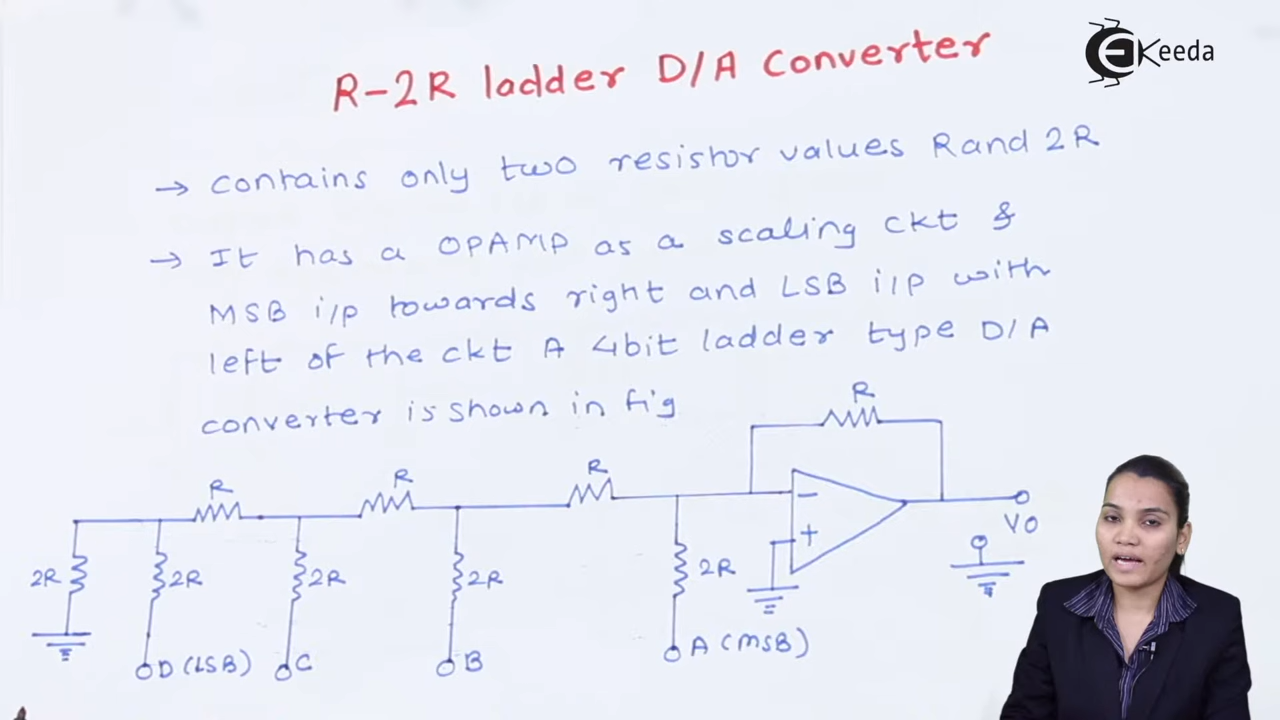 R-2R ladder D/A Converter
EKeeda
→ contains only two resistor values R and 2R
→ It has a OPAMP as a scaling ckt &
MSB i/p towards right and LSB i/p with
left of the ckt A 4bit ladder type D/A
converter is shown in fig
R
R
R
R
2R
2R
2R
2R
2R
-
+
VO
D (LSB)
C
B
A (MSB)